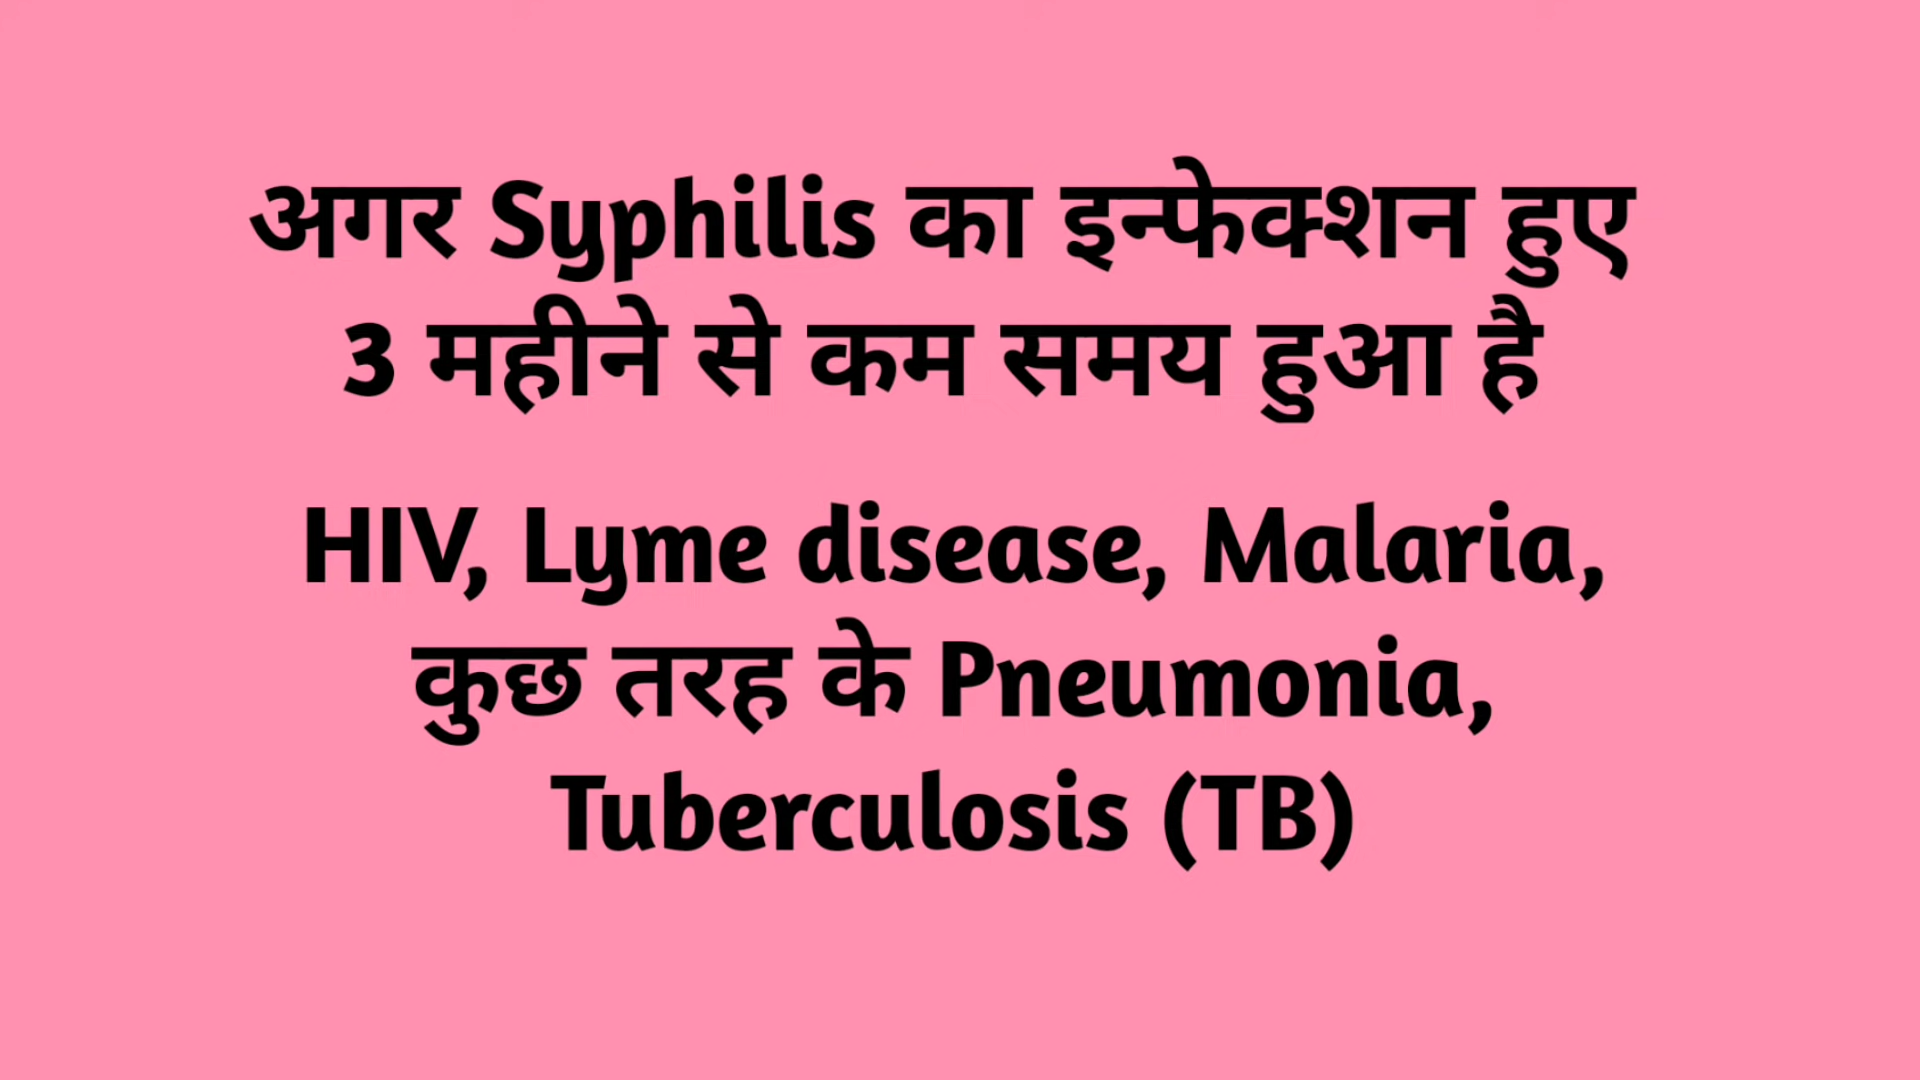 अगर Syphilis का इन्फेक्शन हुए
3 महीने से कम समय हुआ है
HIV, Lyme disease, Malaria,
कुछ तरह के Pneumonia,
Tuberculosis (TB)